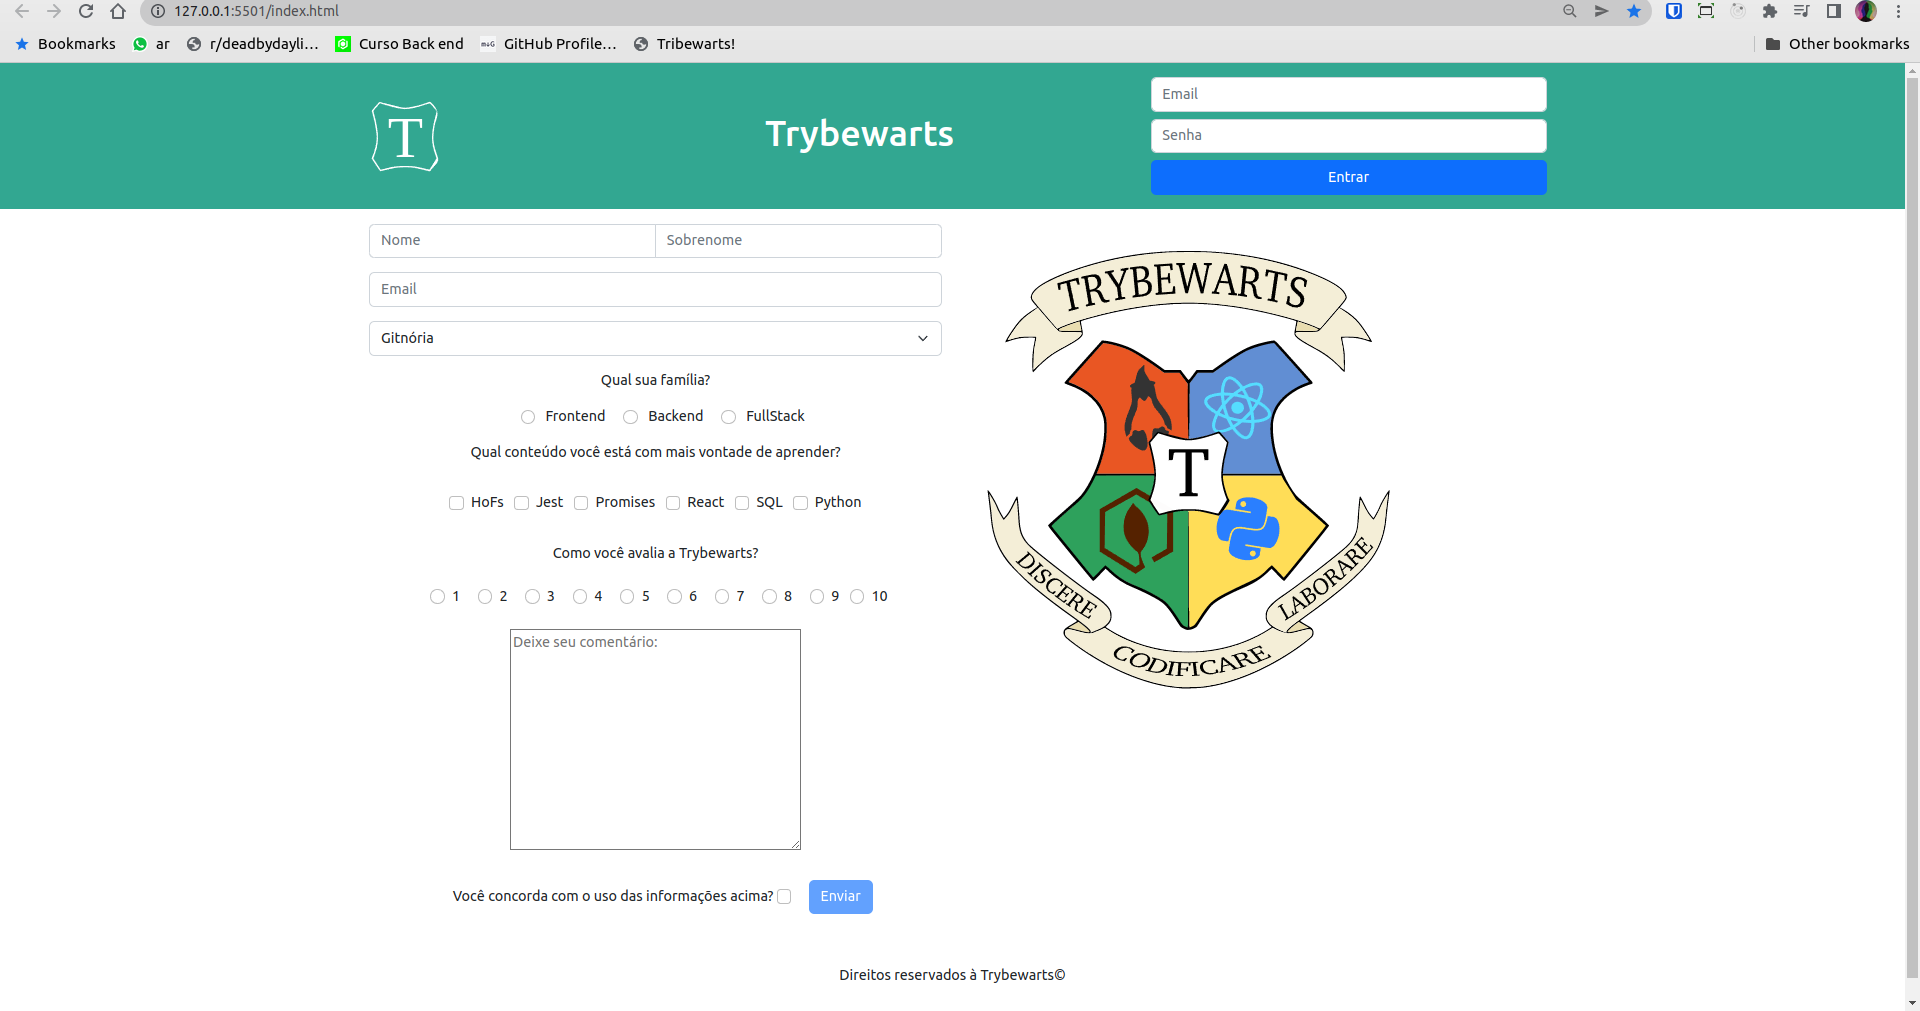 127.0.0.1:5501/index.html
Bookmarks
ar
r/deadbydayli…
Curso Back end
GitHub Profile…
Tribewarts!
Other bookmarks
T
Trybewarts
Email
Senha
Entrar
Nome
Sobrenome
Email
Gitnória
Qual sua família?
Frontend Backend FullStack
Qual conteúdo você está com mais vontade de aprender?
HoFs Jest Promises React SQL Python
Como você avalia a Trybewarts?
1 2 3 4 5 6 7 8 9 10
Deixe seu comentário:
Você concorda com o uso das informações acima?
Enviar
TRYBEWARTS
T
DISCERE
CODIFICARE
LABORARE
Direitos reservados à Trybewarts©